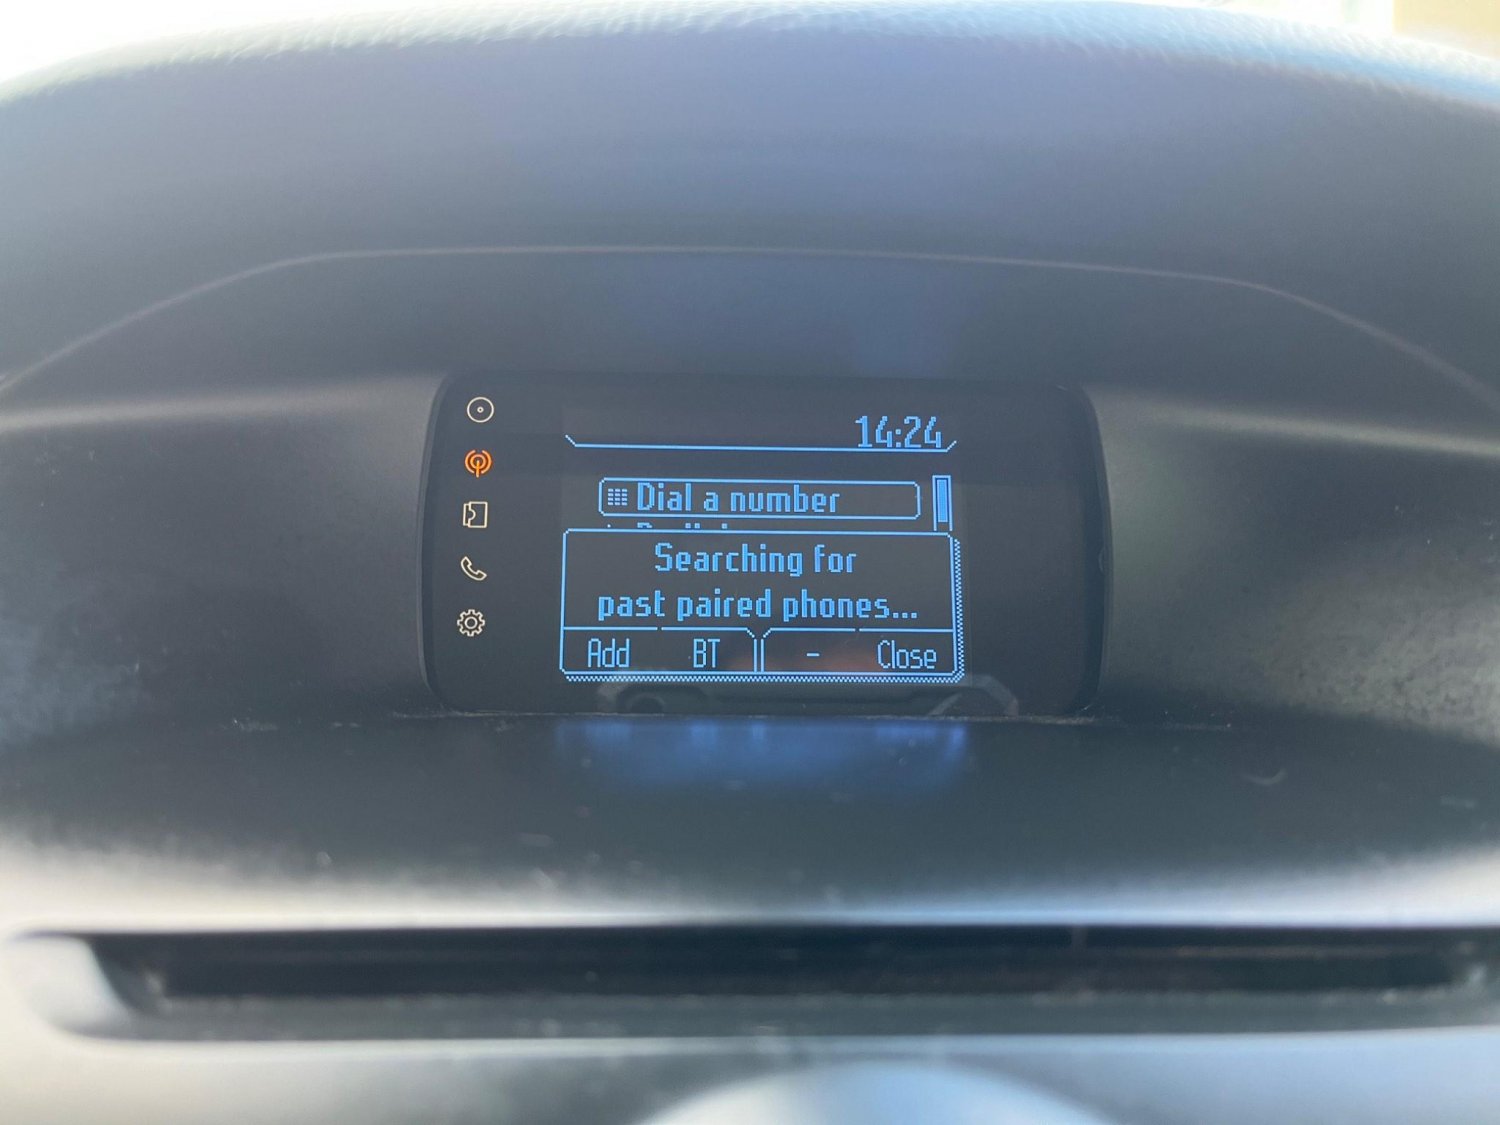 14:24
Dial a number
Searching for
past paired phones...
Add BT - Close